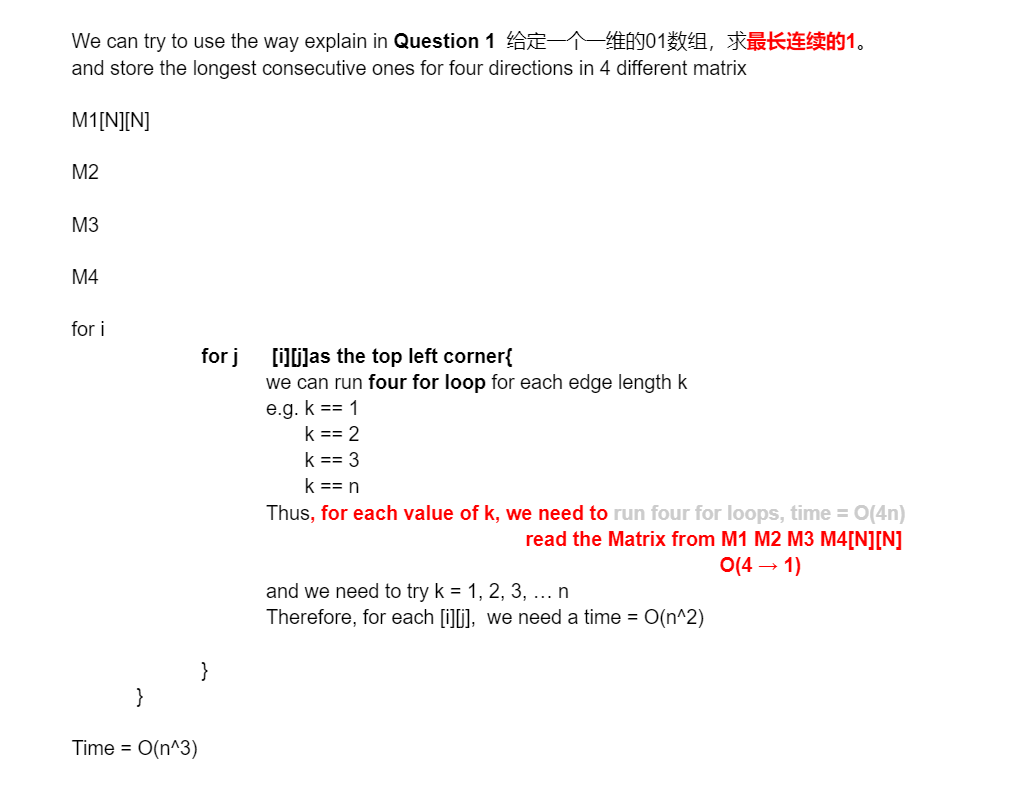 We can try to use the way explain in Question 1 给定一个一维的01数组，求最长连续的1。
and store the longest consecutive ones for four directions in 4 different matrix
M1[N][N]
M2
M3
M4
for i
for j [i][j]as the top left corner{
we can run four for loop for each edge length k
e.g. k == 1
k == 2
k == 3
k == n
Thus, for each value of k, we need to run four for loops, time = O(4n)
read the Matrix from M1 M2 M3 M4[N][N]
O(4 → 1)
and we need to try k = 1, 2, 3, … n
Therefore, for each [i][j], we need a time = O(n^2)
}
}
Time = O(n^3)